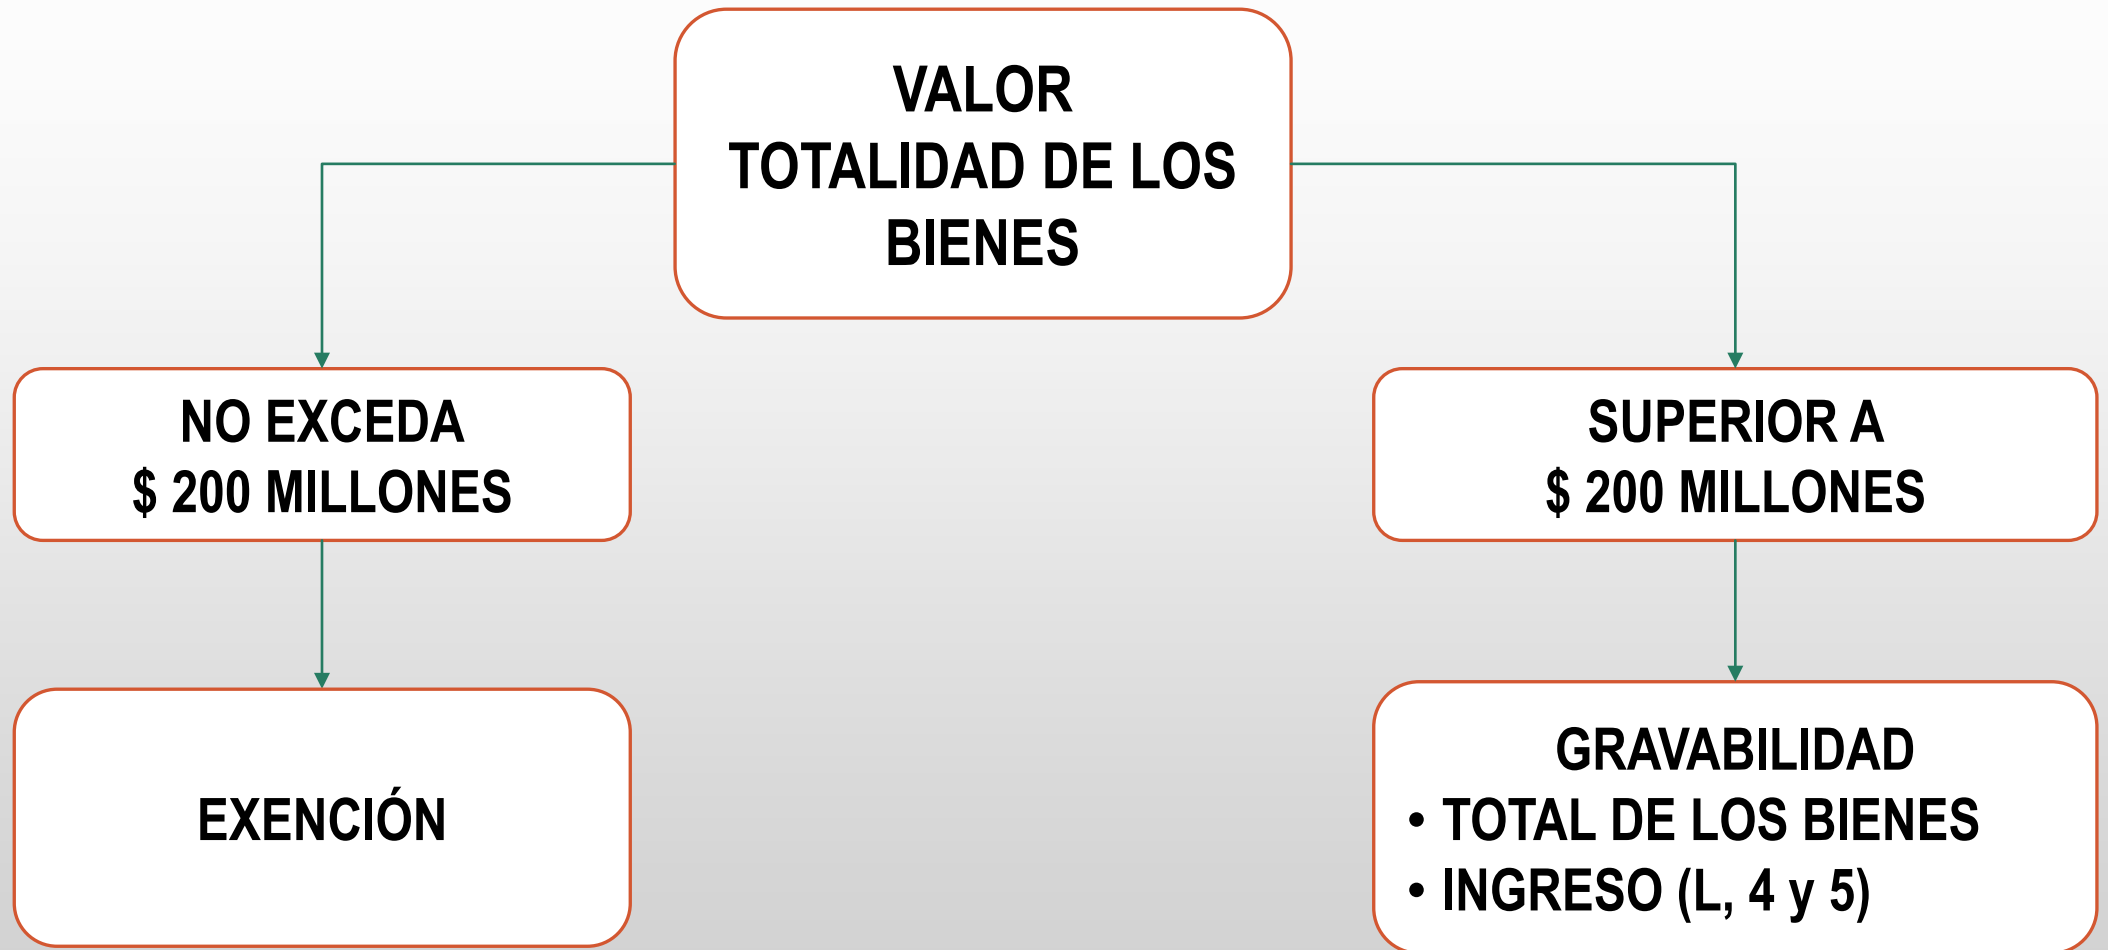 VALOR
TOTALIDAD DE LOS
BIENES
NO EXCEDA
$ 200 MILLONES
SUPERIOR A
$ 200 MILLONES
EXENCIÓN
GRAVABILIDAD
• TOTAL DE LOS BIENES
• INGRESO (L, 4 y 5)